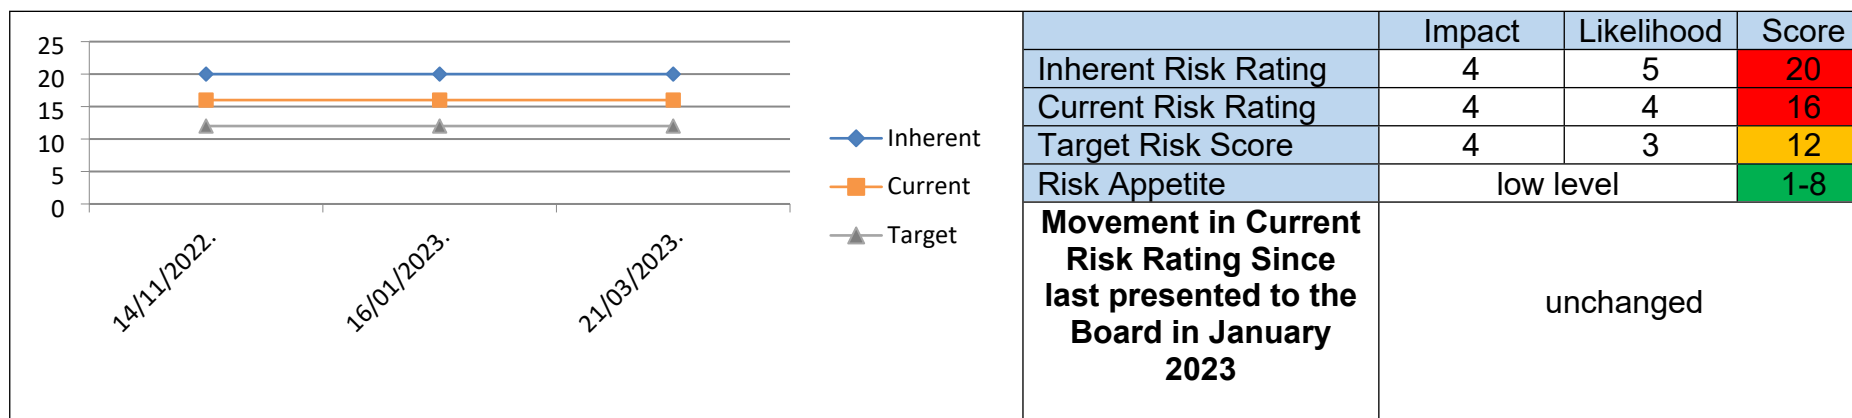 25
20
15
10
5
0
14/11/2022.
16/01/2023.
21/03/2023.
Inherent
Current
Target
Impact Likelihood Score
Inherent Risk Rating 4 5 20
Current Risk Rating 4 4 16
Target Risk Score 4 3 12
Risk Appetite low level 1-8
Movement in Current
Risk Rating Since
last presented to the
Board in January
2023
unchanged